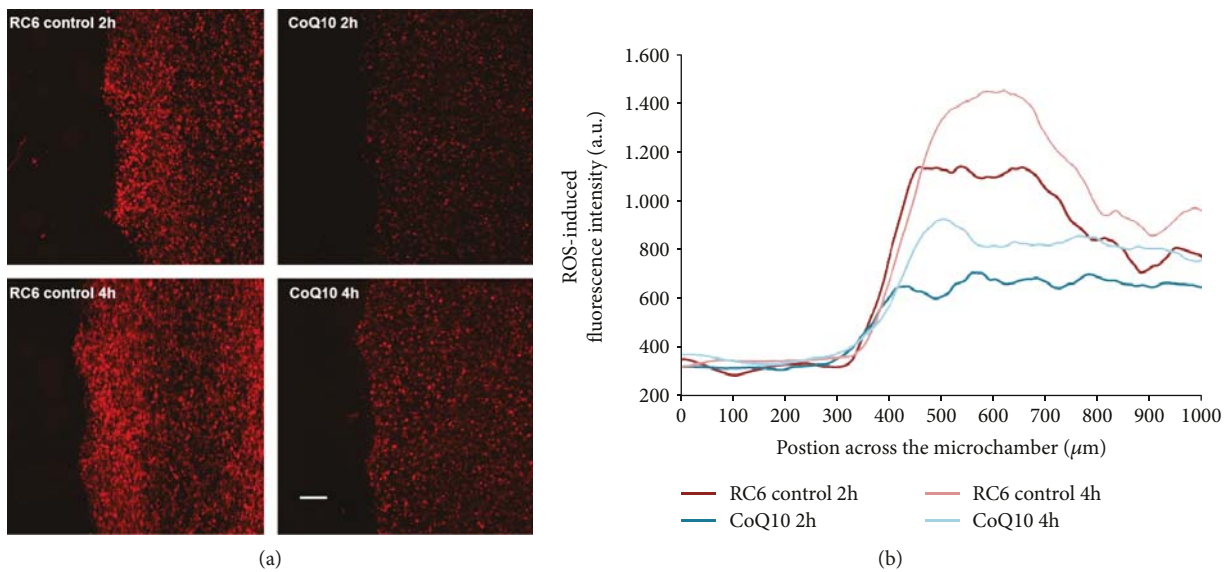 RC6 control 2h
CoQ10 2h
RC6 control 4h
CoQ10 4h
(a)
ROS-induced
fluorescence intensity (a.u.)
1.600
1.400
1.200
1.000
800
600
400
200
0 100 200 300 400 500 600 700 800 900 1000
Postion across the microchamber (μm)
RC6 control 2h
RC6 control 4h
CoQ10 2h
CoQ10 4h
(b)